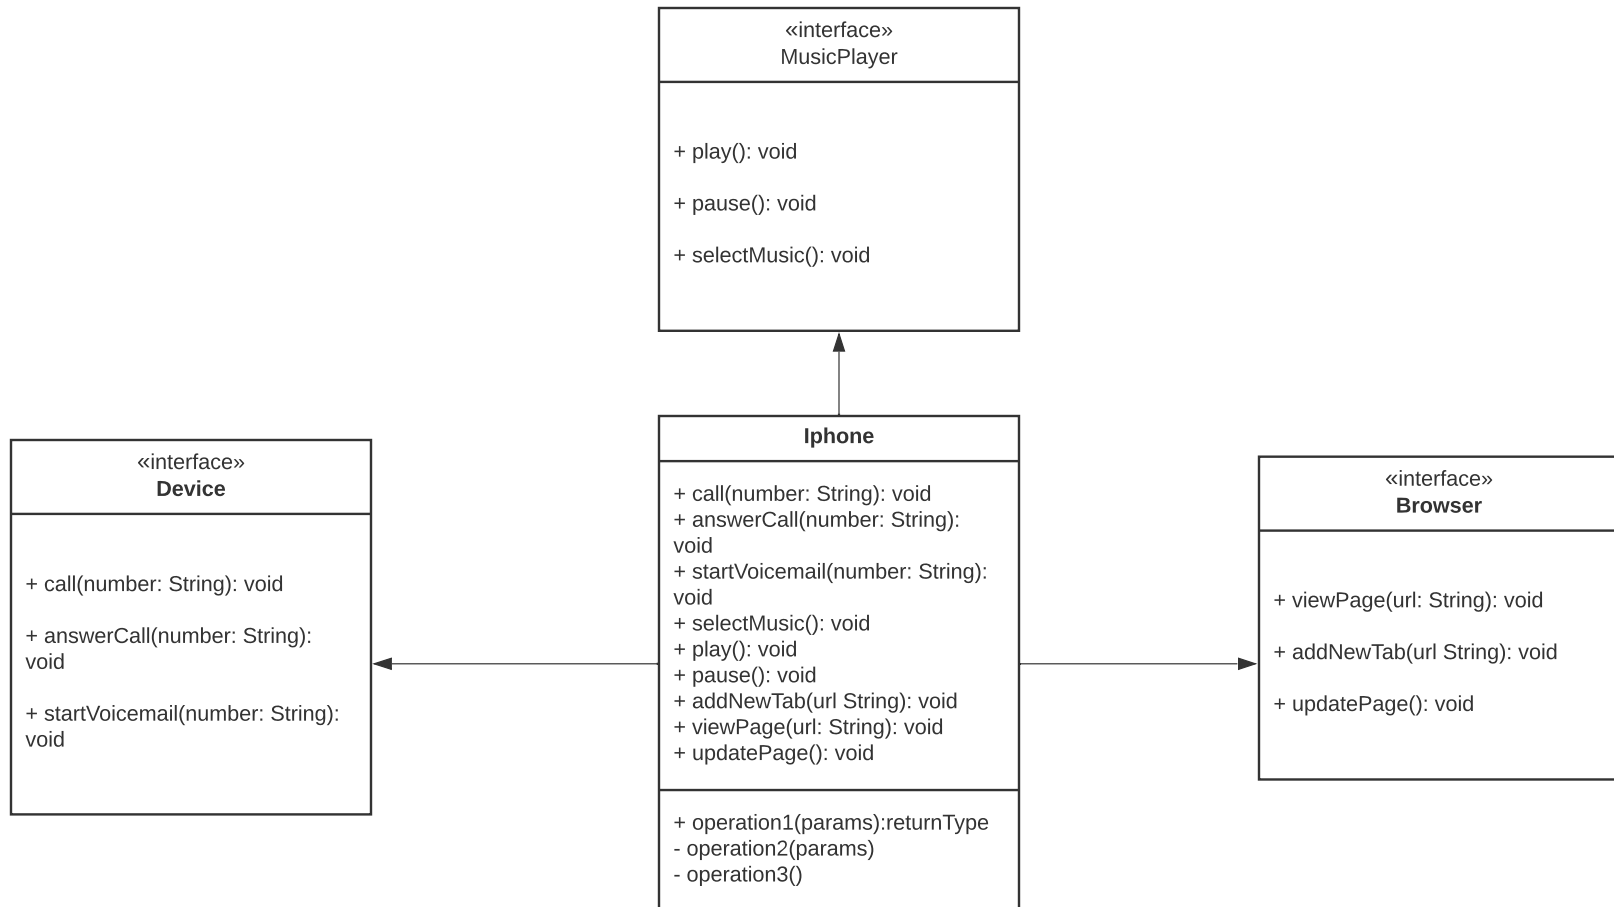 «interface»
MusicPlayer
+ play(): void
+ pause(): void
+ selectMusic(): void
«interface»
Device
+ call(number: String): void
+ answerCall(number: String):
void
+ startVoicemail(number: String):
void
Iphone
+ call(number: String): void
+ answerCall(number: String):
void
+ startVoicemail(number: String):
void
+ selectMusic(): void
+ play(): void
+ pause(): void
+ addNewTab(url String): void
+ viewPage(url: String): void
+ updatePage(): void
+ operation1(params):returnType
- operation2(params)
- operation3()
«interface»
Browser
+ viewPage(url: String): void
+ addNewTab(url String): void
+ updatePage(): void